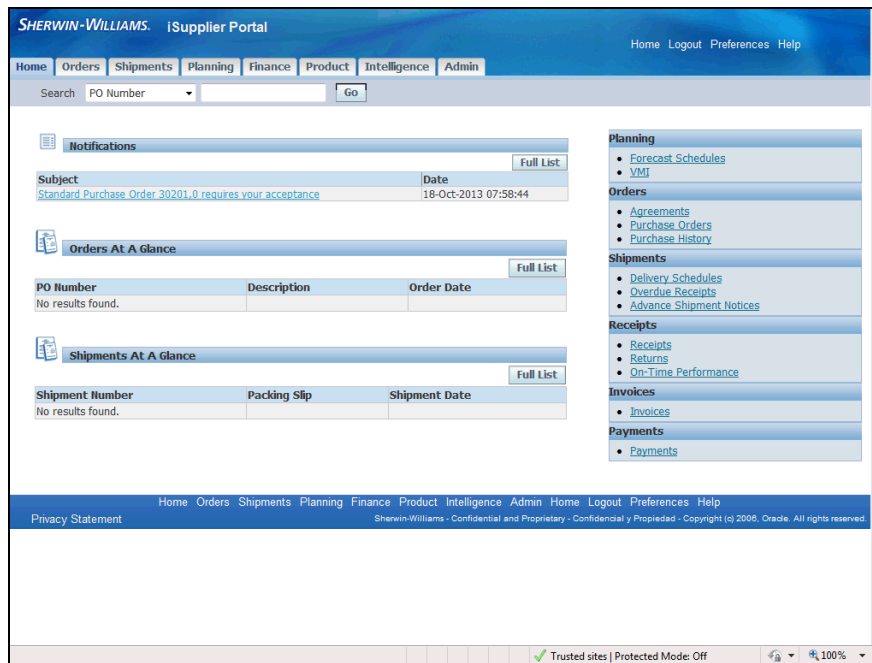 SHERWIN-WILLIAMS. iSupplier Portal
Home Logout Preferences Help
Home Orders Shipments Planning Finance Product Intelligence Admin
Search PO Number Go
Notifications
Full List
Subject Date
Standard Purchase Order 30201,0 requires your acceptance 18-Oct-2013 07:58:44
Orders At A Glance
Full List
PO Number Description Order Date
No results found.
Shipments At A Glance
Full List
Shipment Number Packing Slip Shipment Date
No results found.
Planning
Forecast Schedules
VMI
Orders
Agreements
Purchase Orders
Purchase History
Shipments
Delivery Schedules
Overdue Receipts
Advance Shipment Notices
Receipts
Receipts
Returns
On-Time Performance
Invoices
Invoices
Payments
Payments
Home Orders Shipments Planning Finance Product Intelligence Admin Home Logout Preferences Help
Privacy Statement Sherwin-Williams - Confidential and Proprietary - Confidencial y Propiedad - Copyright (c) 2006, Oracle. All rights reserved.
Trusted sites | Protected Mode: Off 100%